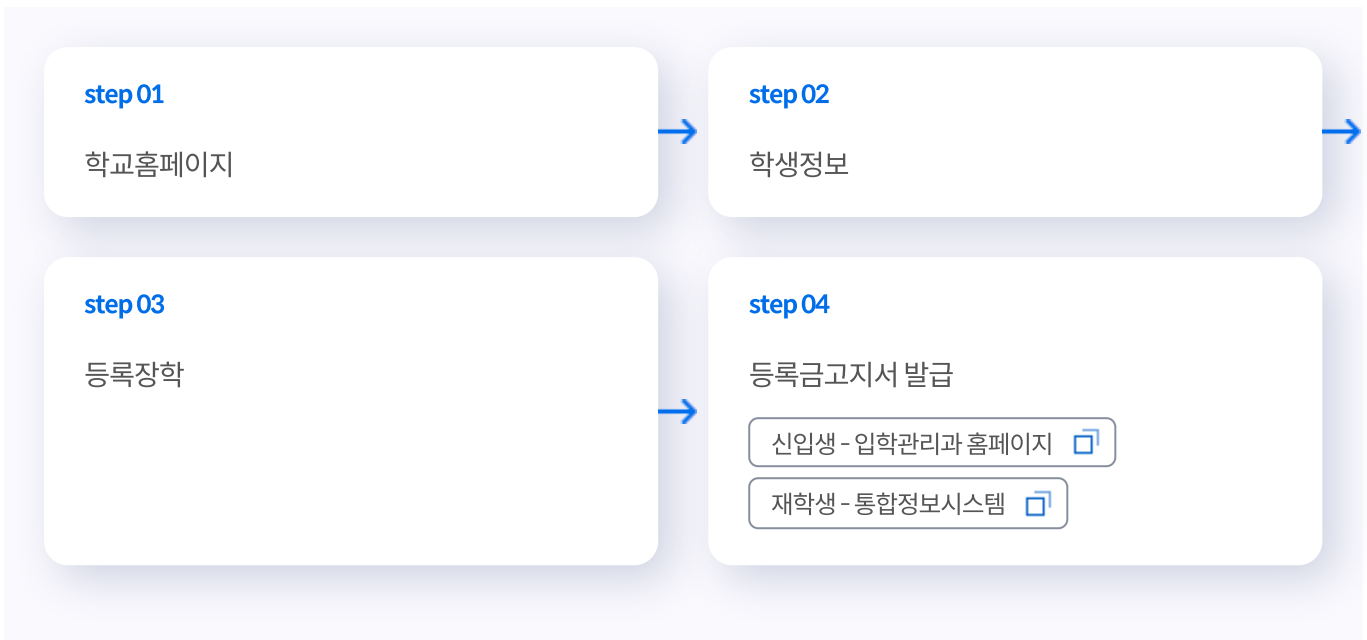 step 01
학교홈페이지
step 02
학생정보
step 03
등록장학
step 04
등록금고지서 발급
신입생 - 입학관리과 홈페이지
재학생 - 통합정보시스템